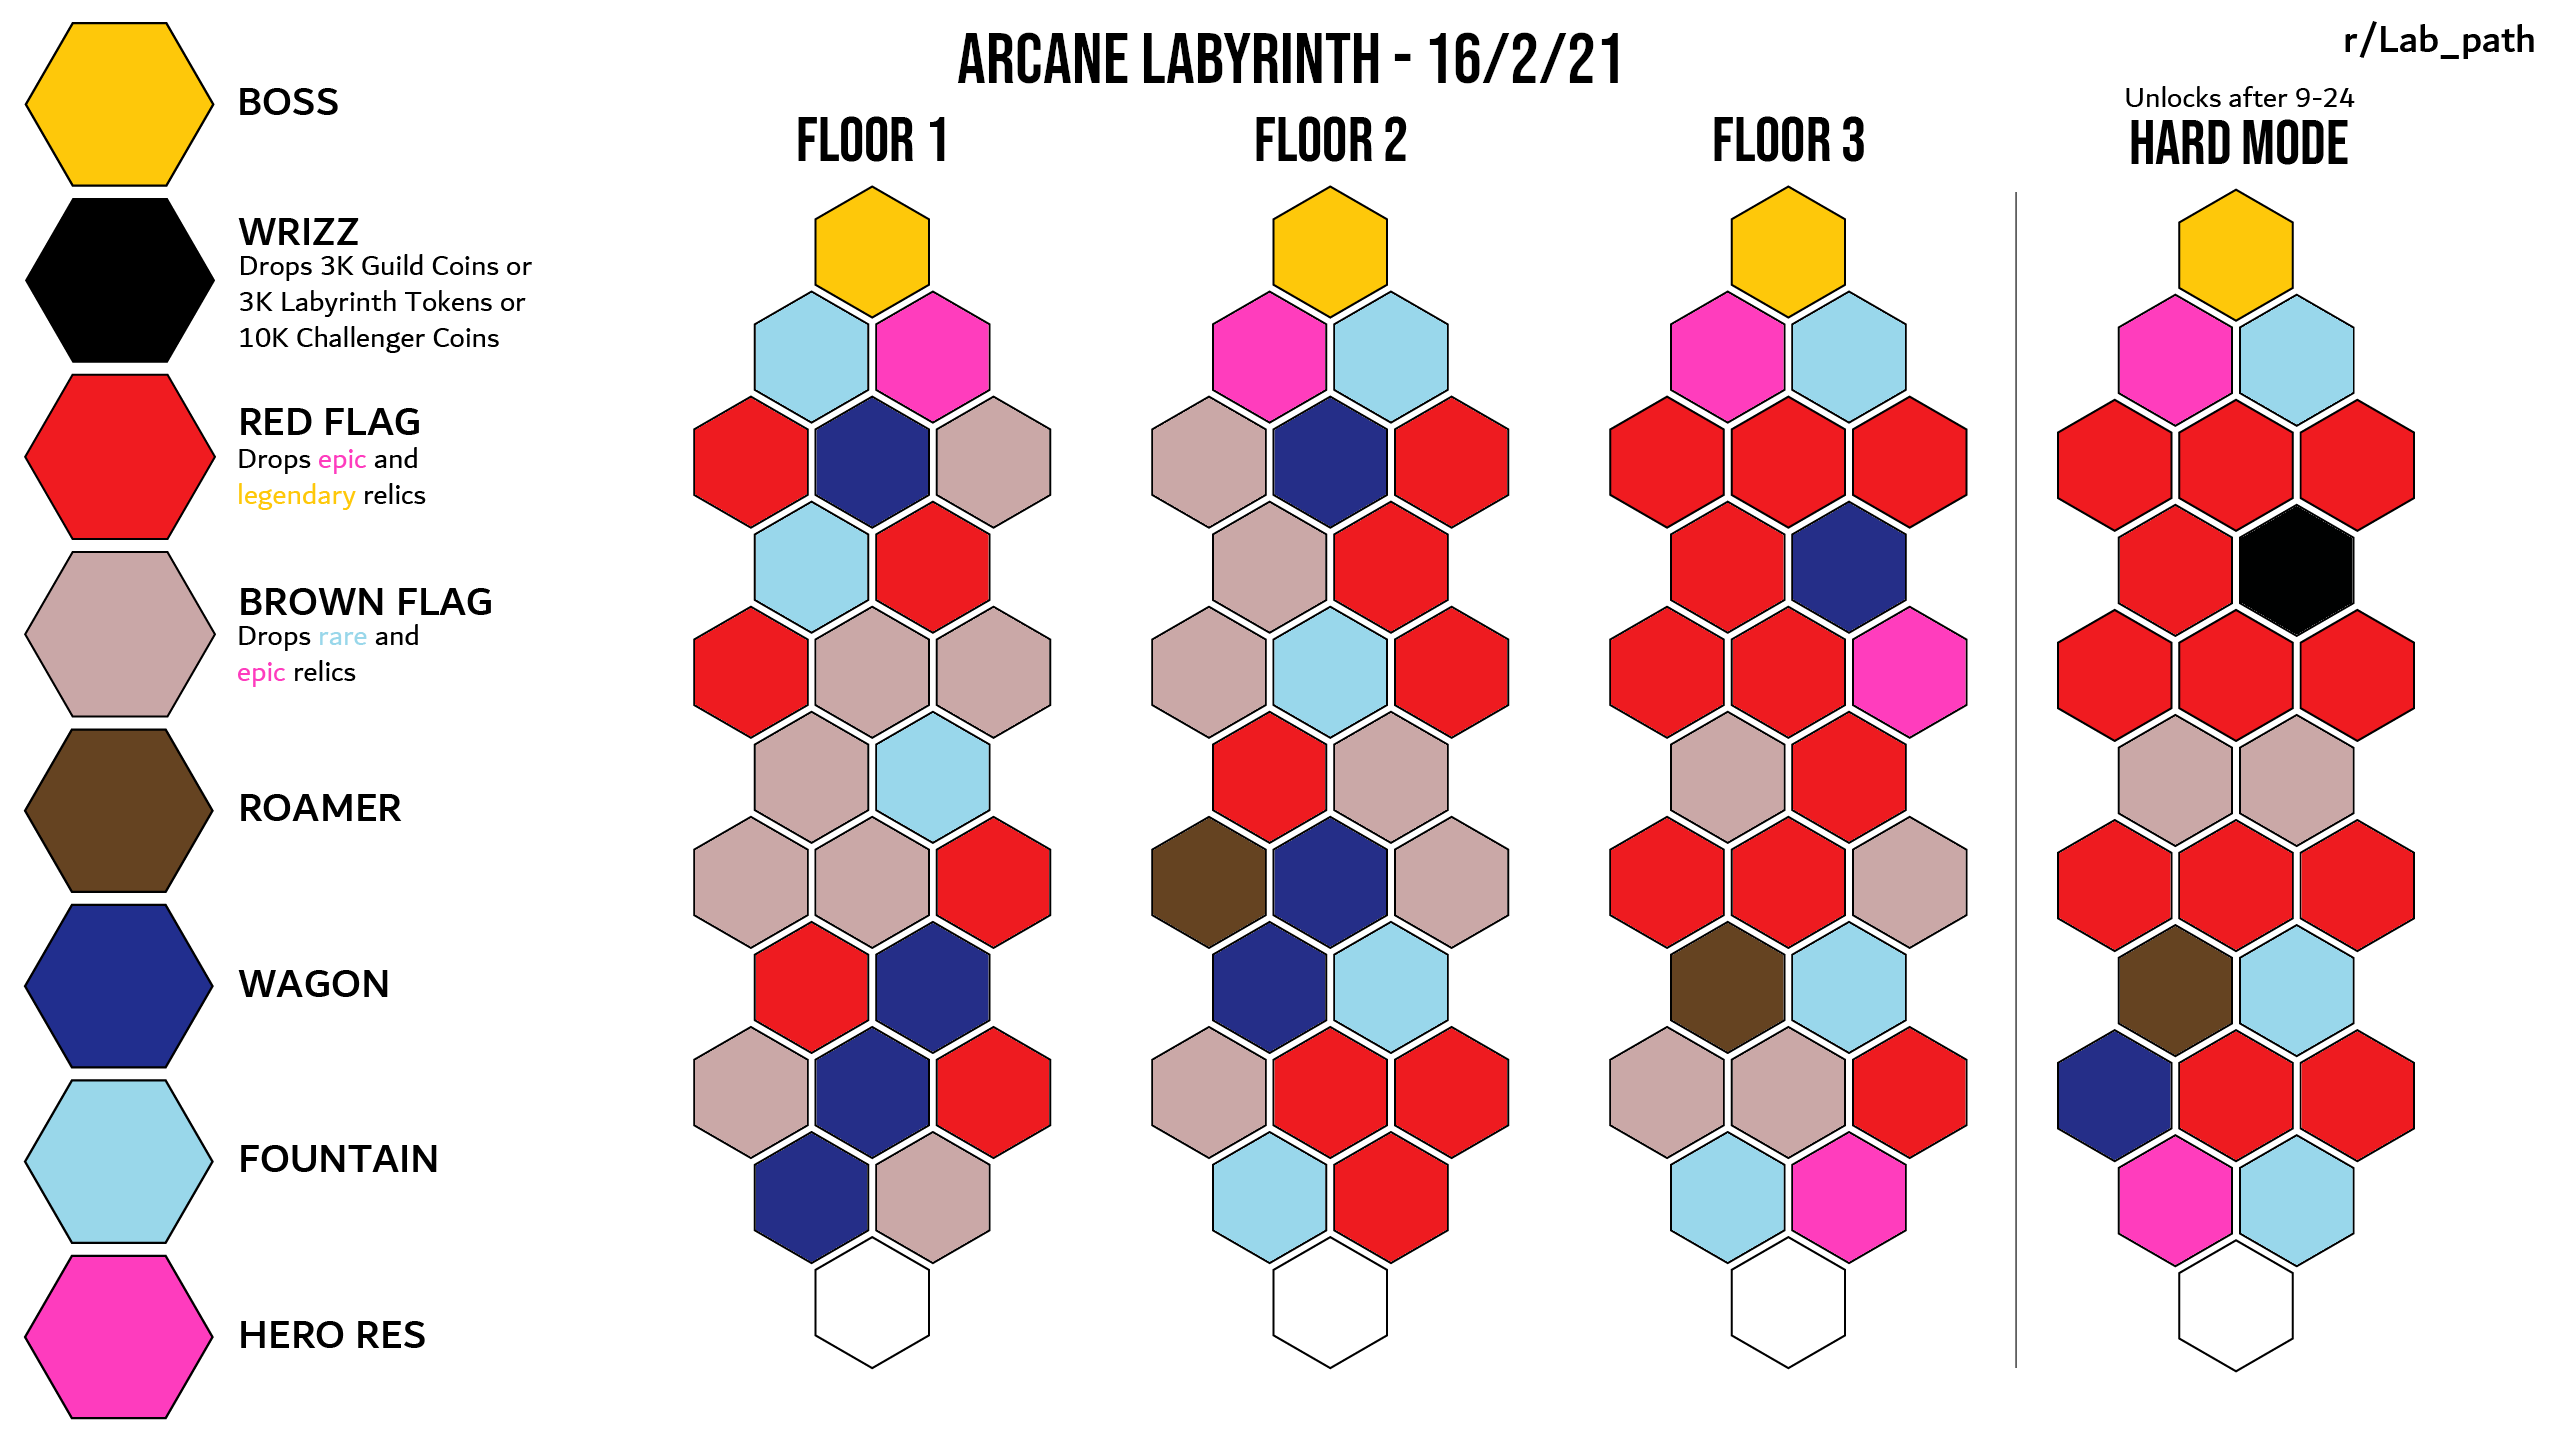 ARCANE LABYRINTH - 16/2/21
r/Lab_path
FLOOR 1
FLOOR 2
FLOOR 3
Unlocks after 9-24
HARD MODE
BOSS
WRIZZ
Drops 3K Guild Coins or
3K Labyrinth Tokens or
10K Challenger Coins
RED FLAG
Drops epic and
legendary relics
BROWN FLAG
Drops rare and
epic relics
ROAMER
WAGON
FOUNTAIN
HERO RES